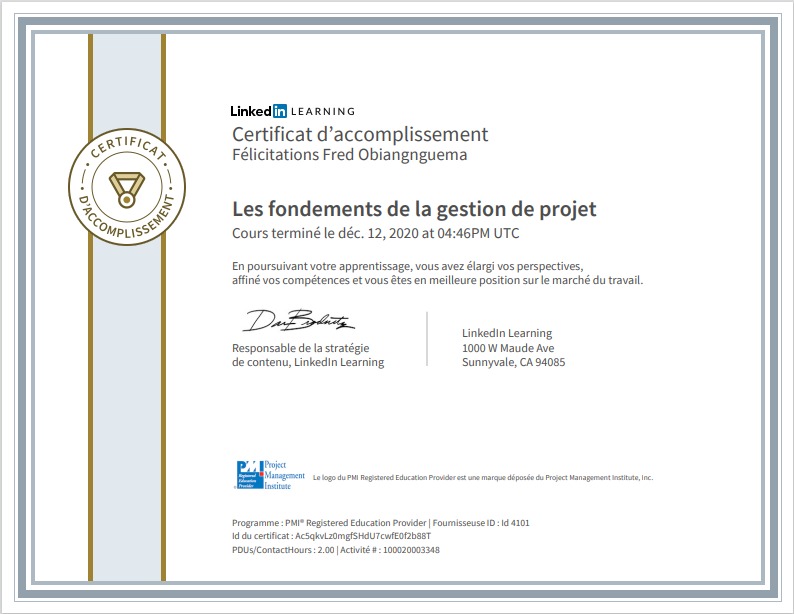 CERTIFICAT
D'ACCOMPLISSEMENT
Linked in LEARNING
Certificat d’accomplissement
Félicitations Fred Obiangnguema
Les fondements de la gestion de projet
Cours terminé le déc. 12, 2020 at 04:46PM UTC
En poursuivant votre apprentissage, vous avez élargi vos perspectives,
affiné vos compétences et vous êtes en meilleure position sur le marché du travail.
Responsable de la stratégie
de contenu, LinkedIn Learning
LinkedIn Learning
1000 W Maude Ave
Sunnyvale, CA 94085
PMI
Registered
Education
Provider
Project
Management
Institute
Le logo du PMI Registered Education Provider est une marque déposée du Project Management Institute, Inc.
Programme : PMI® Registered Education Provider | Fournisseuse ID : Id 4101
Id du certificat : Ac5qkvLz0mgfSHdU7cwfE0f2b88T
PDUs/ContactHours : 2.00 | Activité # : 100020003348